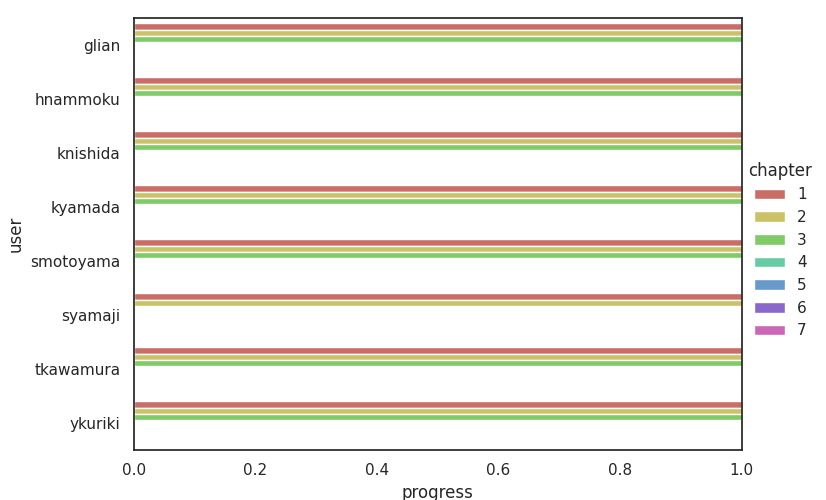 glian
hnammoku
knishida
kyamada
smotoyama
syamaji
tkawamura
ykuriki
user
0.0 0.2 0.4 0.6 0.8 1.0
progress
chapter
1
2
3
4
5
6
7